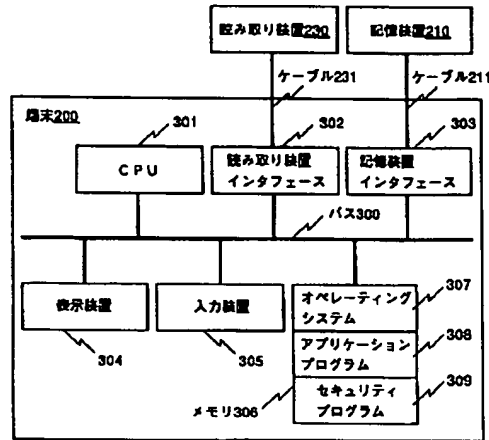 読み取り装置230
記憶装置210
ケーブル231
ケーブル211
端末200
301
302
303
CPU
読み取り装置
インタフェース
記憶装置
インタフェース
バス300
表示装置
入力装置
オペレーティング
システム
アプリケーション
プログラム
セキュリティ
プログラム
307
308
309
304
305
メモリ306